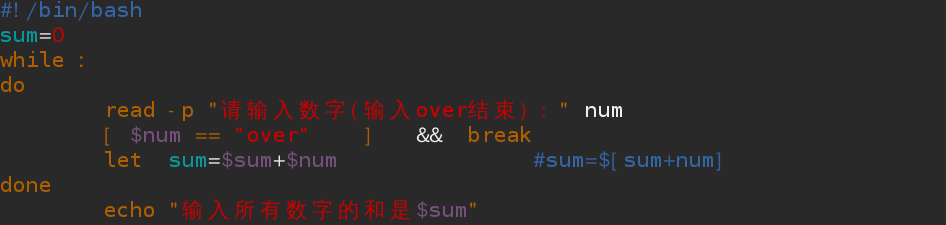 #!/bin/bash
sum=0
while :
do
read -p "请输入数字(输入over结束)：" num
[ $num == "over" ] && break
let sum=$sum+$num #sum=$[sum+num]
done
echo "输入所有数字的和是$sum"